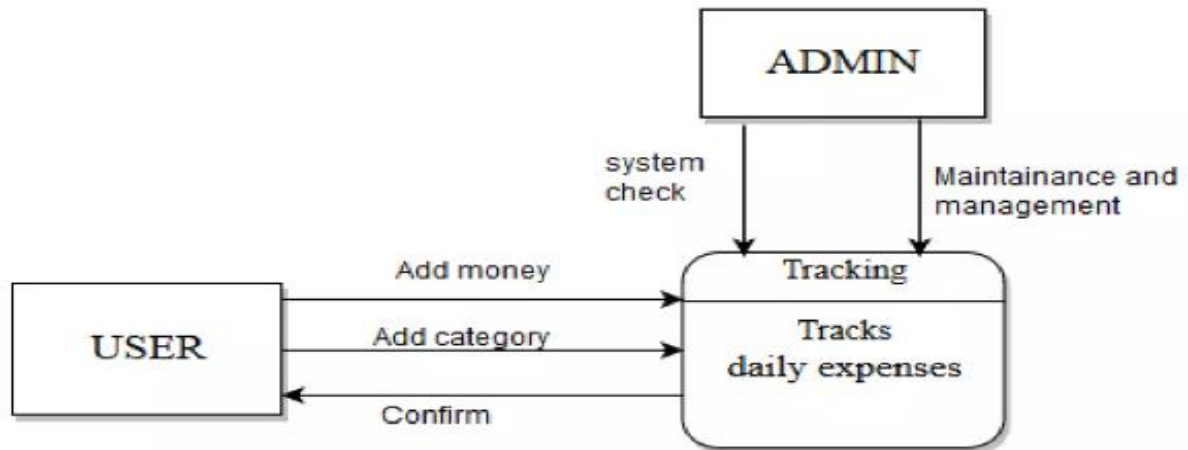 ADMIN
system
check
Maintainance and
management
Add money
Tracking
USER
Add category
Tracks
daily expenses
Confirm